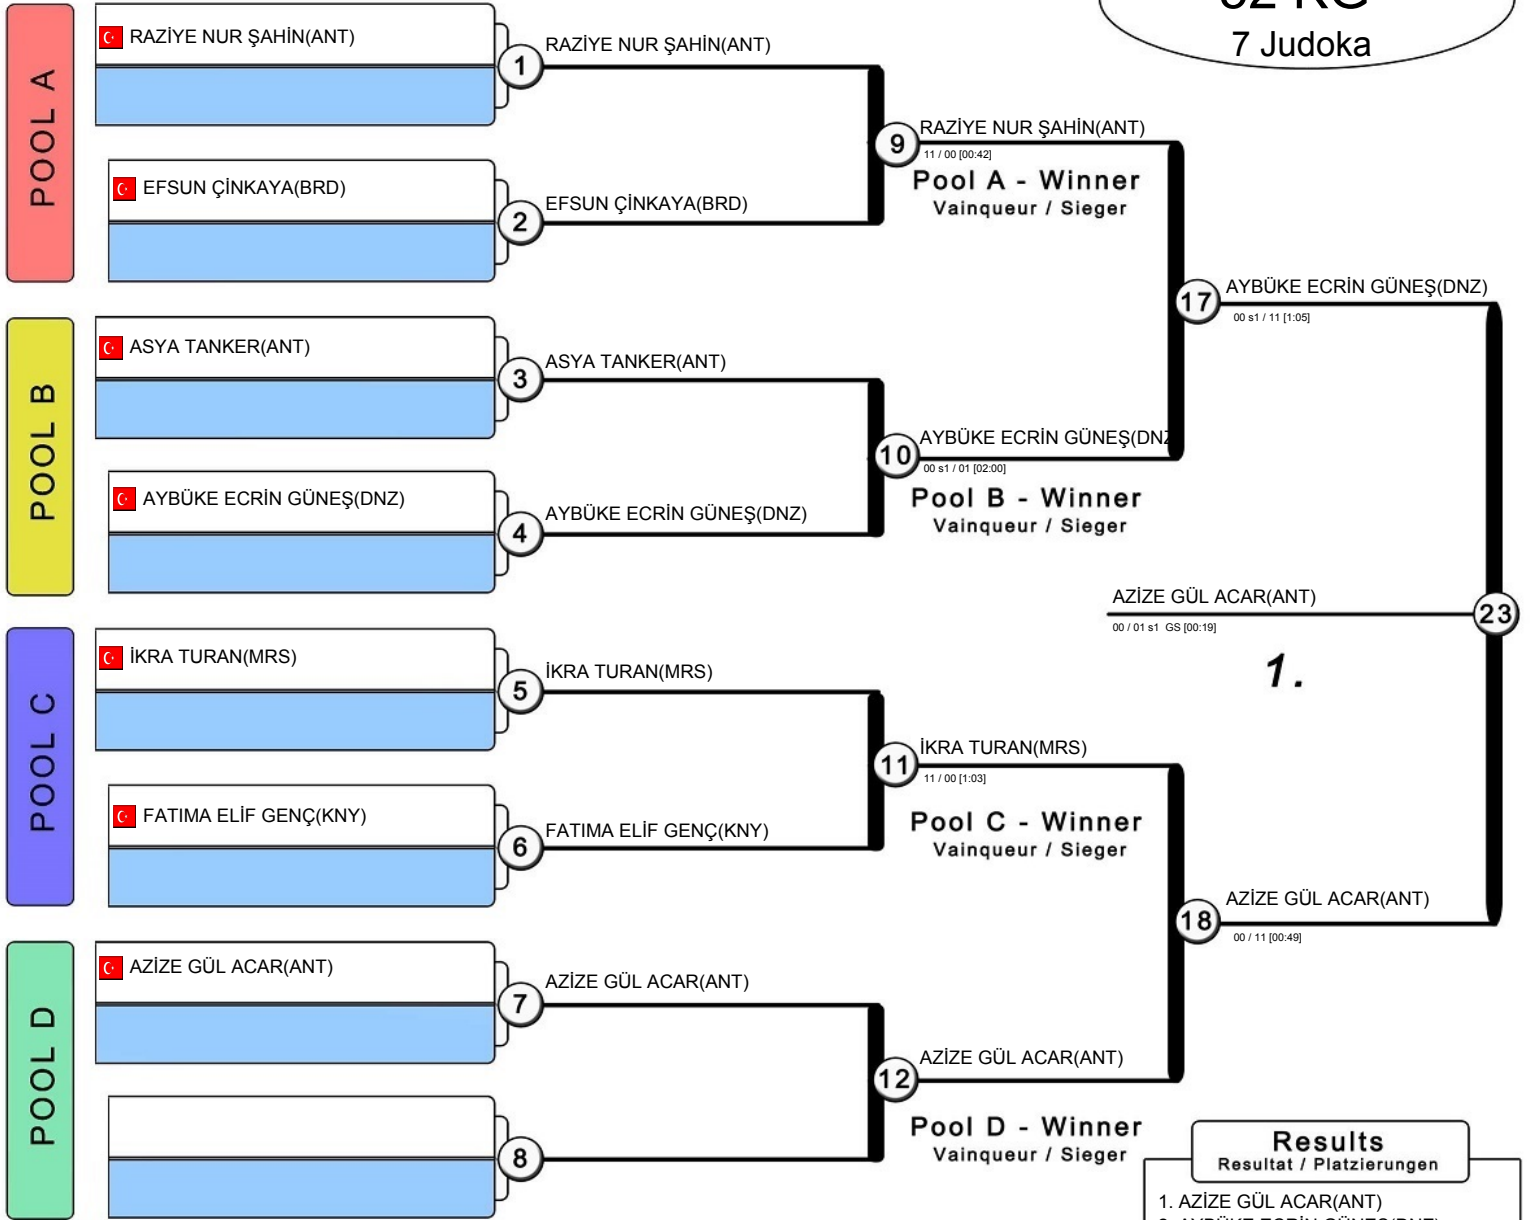 7 Judoka
POOL A
RAZİYE NUR ŞAHİN(ANT)
1
RAZİYE NUR ŞAHİN(ANT)
EFSUN ÇİNKAYA(BRD)
2
EFSUN ÇİNKAYA(BRD)
9
RAZİYE NUR ŞAHİN(ANT)
11 / 00 [00:42]
Pool A - Winner
Vainqueur / Sieger
POOL B
ASYA TANKER(ANT)
3
ASYA TANKER(ANT)
AYBÜKE ECRİN GÜNEŞ(DNZ)
4
AYBÜKE ECRİN GÜNEŞ(DNZ)
10
AYBÜKE ECRİN GÜNEŞ(DNZ
00 s1 / 01 [02:00]
Pool B - Winner
Vainqueur / Sieger
17
AYBÜKE ECRİN GÜNEŞ(DNZ)
00 s1 / 11 [1:05]
AZİZE GÜL ACAR(ANT)
00 / 01 s1 GS [00:19]
23
1.
POOL C
İKRA TURAN(MRS)
5
İKRA TURAN(MRS)
FATIMA ELİF GENÇ(KNY)
6
FATIMA ELİF GENÇ(KNY)
11
İKRA TURAN(MRS)
11 / 00 [1:03]
Pool C - Winner
Vainqueur / Sieger
18
AZİZE GÜL ACAR(ANT)
00 / 11 [00:49]
POOL D
AZİZE GÜL ACAR(ANT)
7
AZİZE GÜL ACAR(ANT)
8
12
AZİZE GÜL ACAR(ANT)
Pool D - Winner
Vainqueur / Sieger
Results
Resultat / Platzierungen
1. AZİZE GÜL ACAR(ANT)